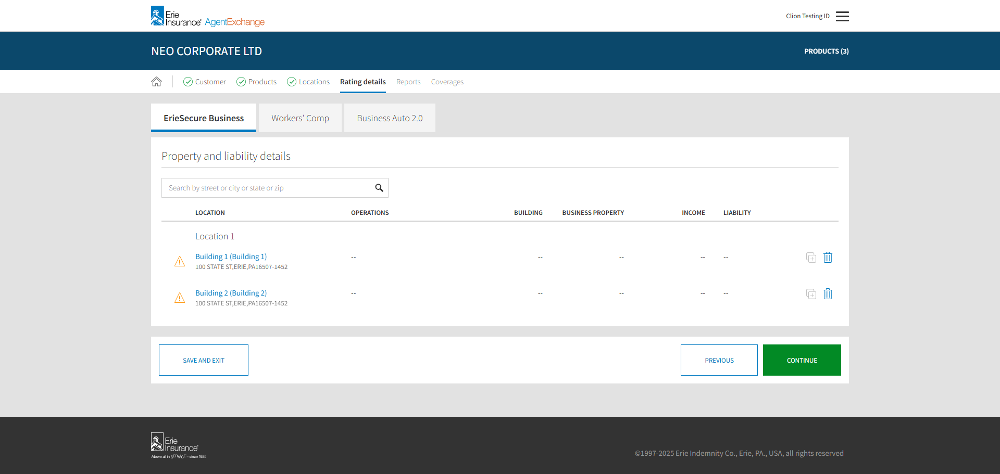 Erie
Insurance® AgentExchange
Clion Testing ID
NEO CORPORATE LTD
PRODUCTS (3)
Customer
Products
Locations
Rating details
Reports
Coverages
ErieSecure Business
Workers' Comp
Business Auto 2.0
Property and liability details
Search by street or city or state or zip
LOCATION OPERATIONS BUILDING BUSINESS PROPERTY INCOME LIABILITY
Location 1
Building 1 (Building 1) -- -- -- -- --
100 STATE ST,ERIE,PA16507-1452
Building 2 (Building 2) -- -- -- -- --
100 STATE ST,ERIE,PA16507-1452
SAVE AND EXIT
PREVIOUS
CONTINUE
Erie
Insurance®
Above all in SERVICE® – since 1925
©1997-2025 Erie Indemnity Co., Erie, PA., USA, all rights reserved